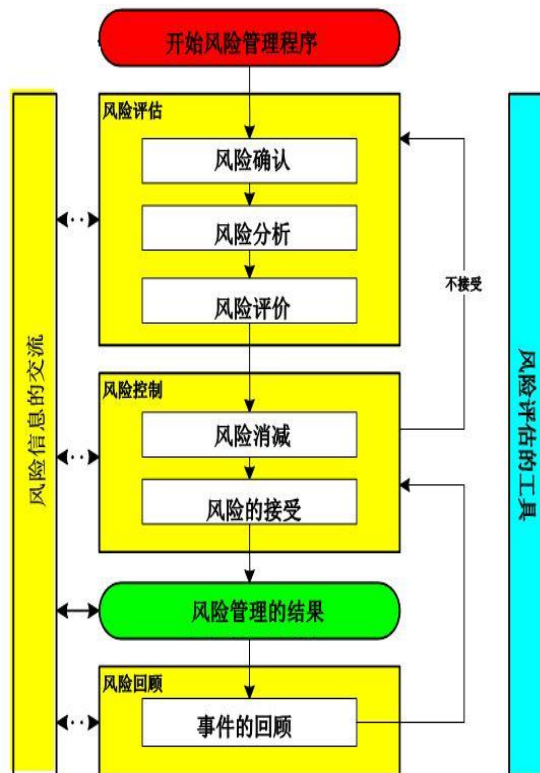 开始风险管理程序
风险评估
风险确认
风险分析
风险评价
不接受
风险控制
风险消减
风险的接受
风险管理的结果
风险回顾
事件的回顾
风险信息的交流
风险评估的工具